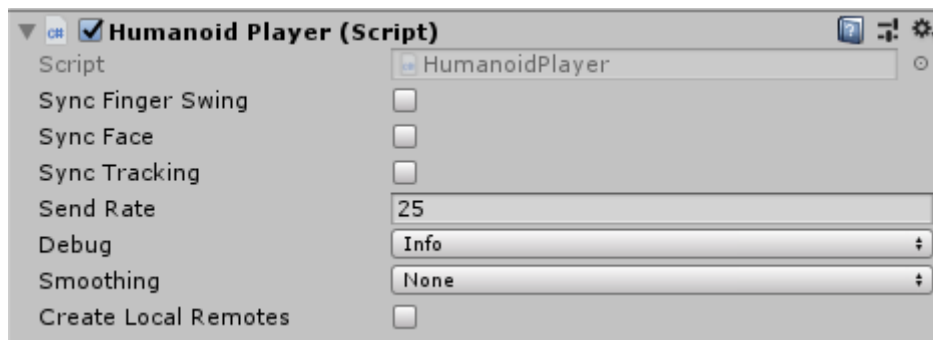 c# Humanoid Player (Script)
Script HumanoidPlayer
Sync Finger Swing
Sync Face
Sync Tracking
Send Rate 25
Debug Info
Smoothing None
Create Local Remotes